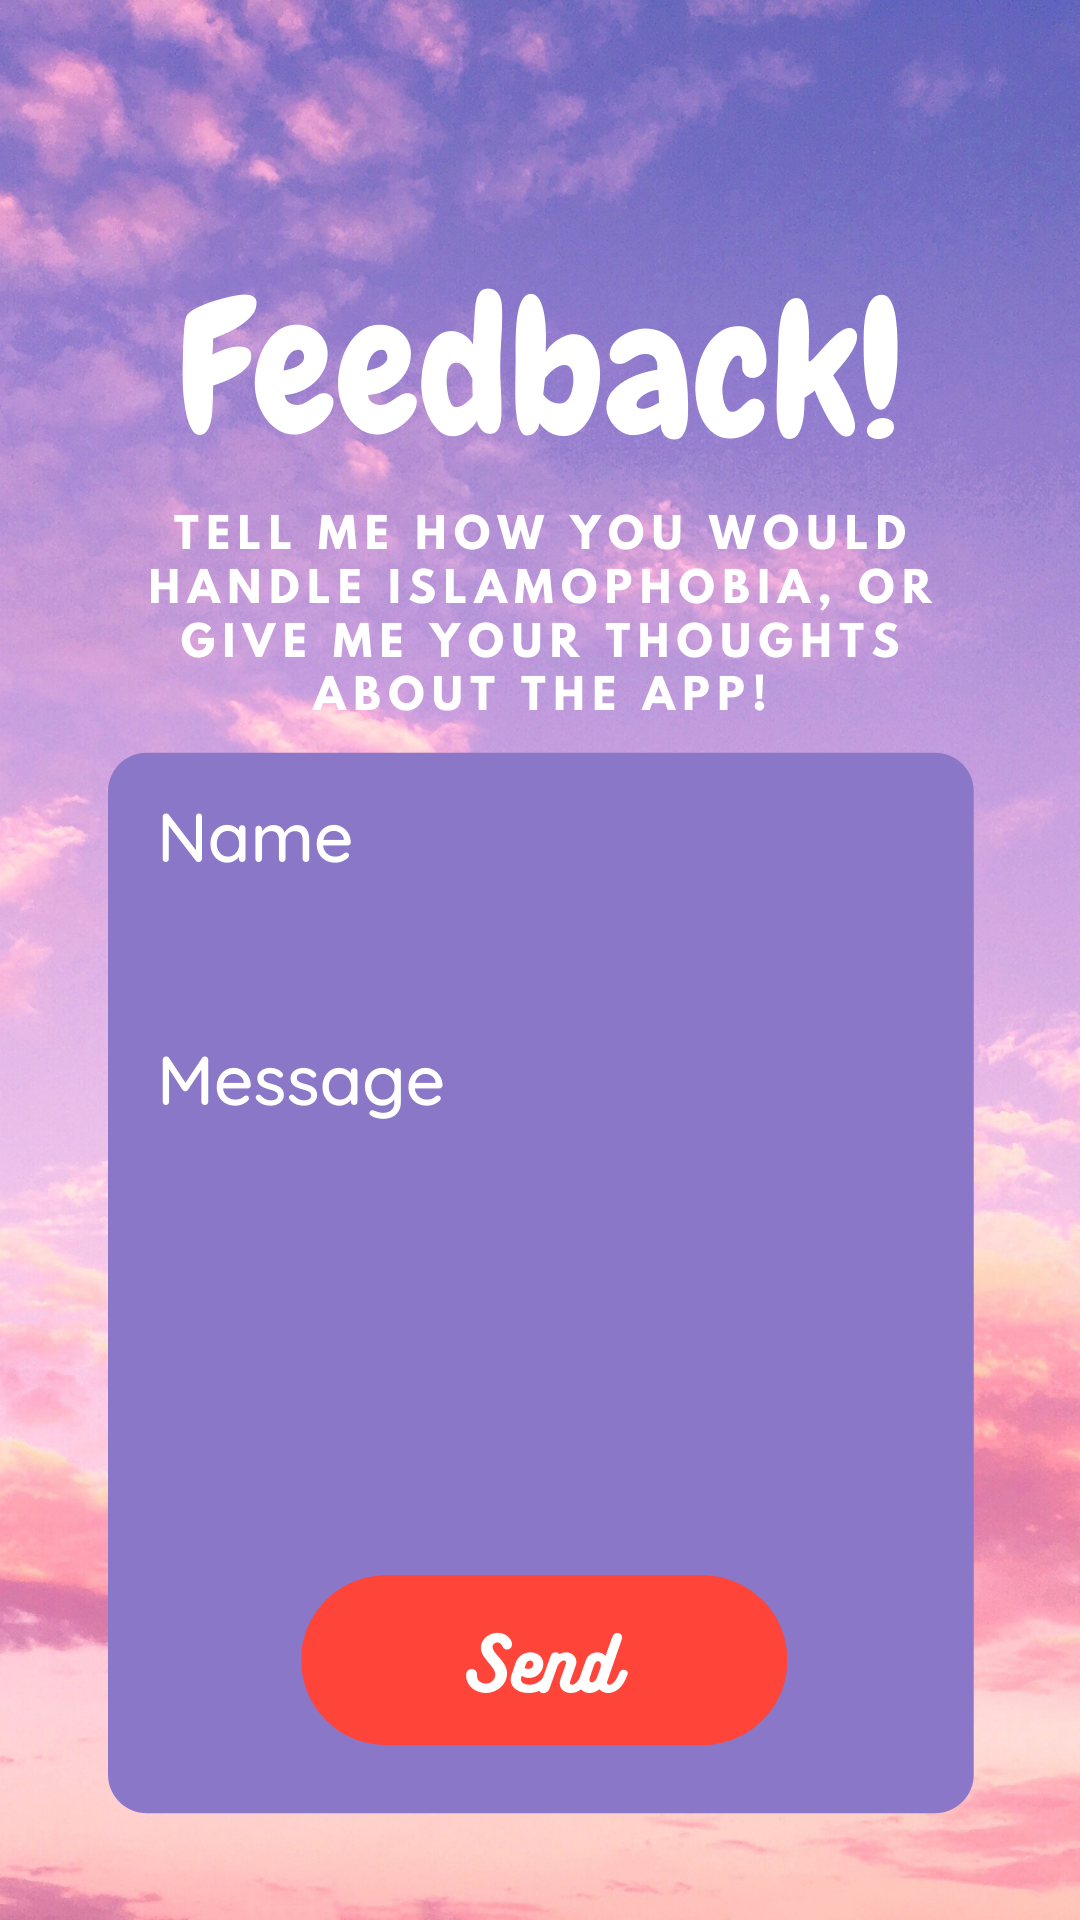 Feedback!
TELL ME HOW YOU WOULD
HANDLE ISLAMOPHOBIA, OR
GIVE ME YOUR THOUGHTS
ABOUT THE APP!
Name
Message
Send